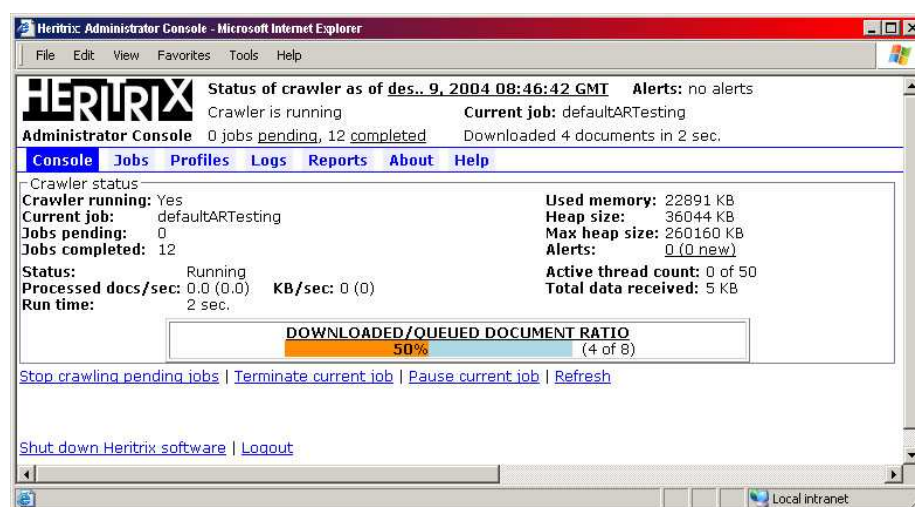 Heritrix: Administrator Console - Microsoft Internet Explorer
File Edit View Favorites Tools Help
HERITRIX
Status of crawler as of des.. 9, 2004 08:46:42 GMT Alerts: no alerts
Crawler is running Current job: defaultARTesting
Administrator Console 0 jobs pending, 12 completed Downloaded 4 documents in 2 sec.
Console Jobs Profiles Logs Reports About Help
Crawler status
Crawler running: Yes Used memory: 22891 KB
Current job: defaultARTesting Heap size: 36044 KB
Jobs pending: 0 Max heap size: 260160 KB
Jobs completed: 12 Alerts: 0 (0 new)
Status: Running Active thread count: 0 of 50
Processed docs/sec: 0.0 (0.0) KB/sec: 0 (0) Total data received: 5 KB
Run time: 2 sec.
DOWNLOADED/QUEUED DOCUMENT RATIO
50% (4 of 8)
Stop crawling pending jobs | Terminate current job | Pause current job | Refresh
Shut down Heritrix software | Logout
Local intranet